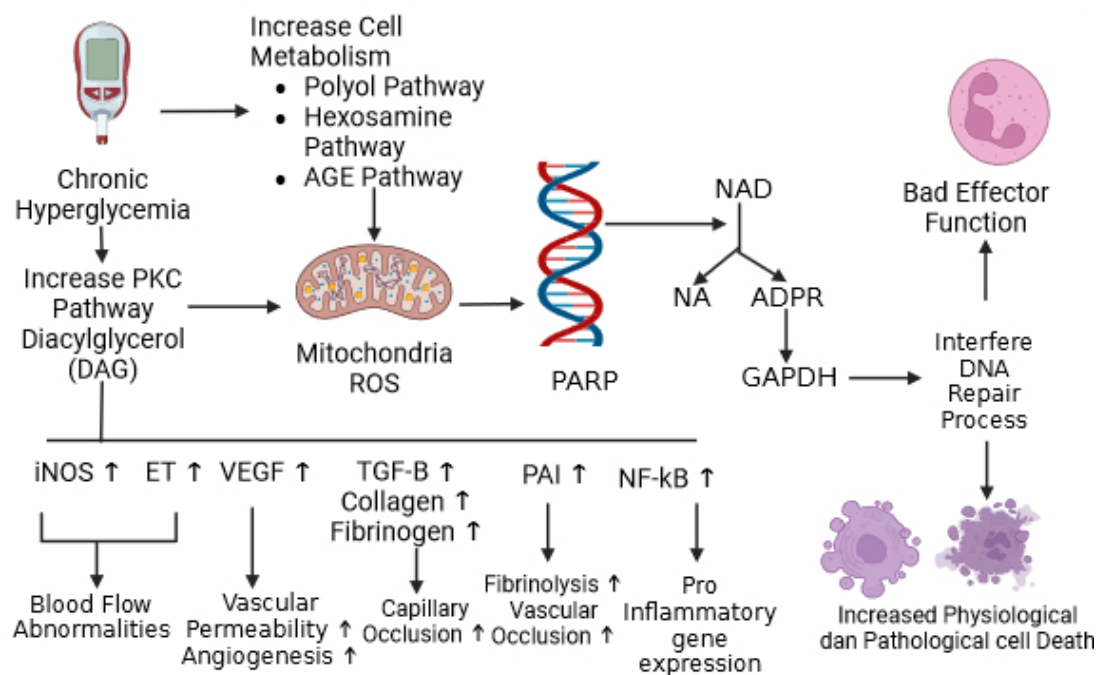 Increase Cell
Metabolism
• Polyol Pathway
• Hexosamine
Pathway
• AGE Pathway
Chronic
Hyperglycemia
Increase PKC
Pathway
Diacylglycerol
(DAG)
Mitochondria
ROS
PARP
NAD
NA
ADPR
GAPDH
Bad Effector
Function
Interfere
DNA
Repair
Process
iNOS ↑
ET ↑
VEGF ↑
TGF-B ↑
Collagen ↑
Fibrinogen ↑
PAI ↑
NF-kB ↑
Blood Flow
Abnormalities
Vascular
Permeability ↑
Angiogenesis ↑
Capillary
Occlusion ↑
Fibrinolysis ↑
Vascular
Occlusion ↑
Pro
Inflammatory
gene
expression
Increased Physiological
dan Pathological cell Death